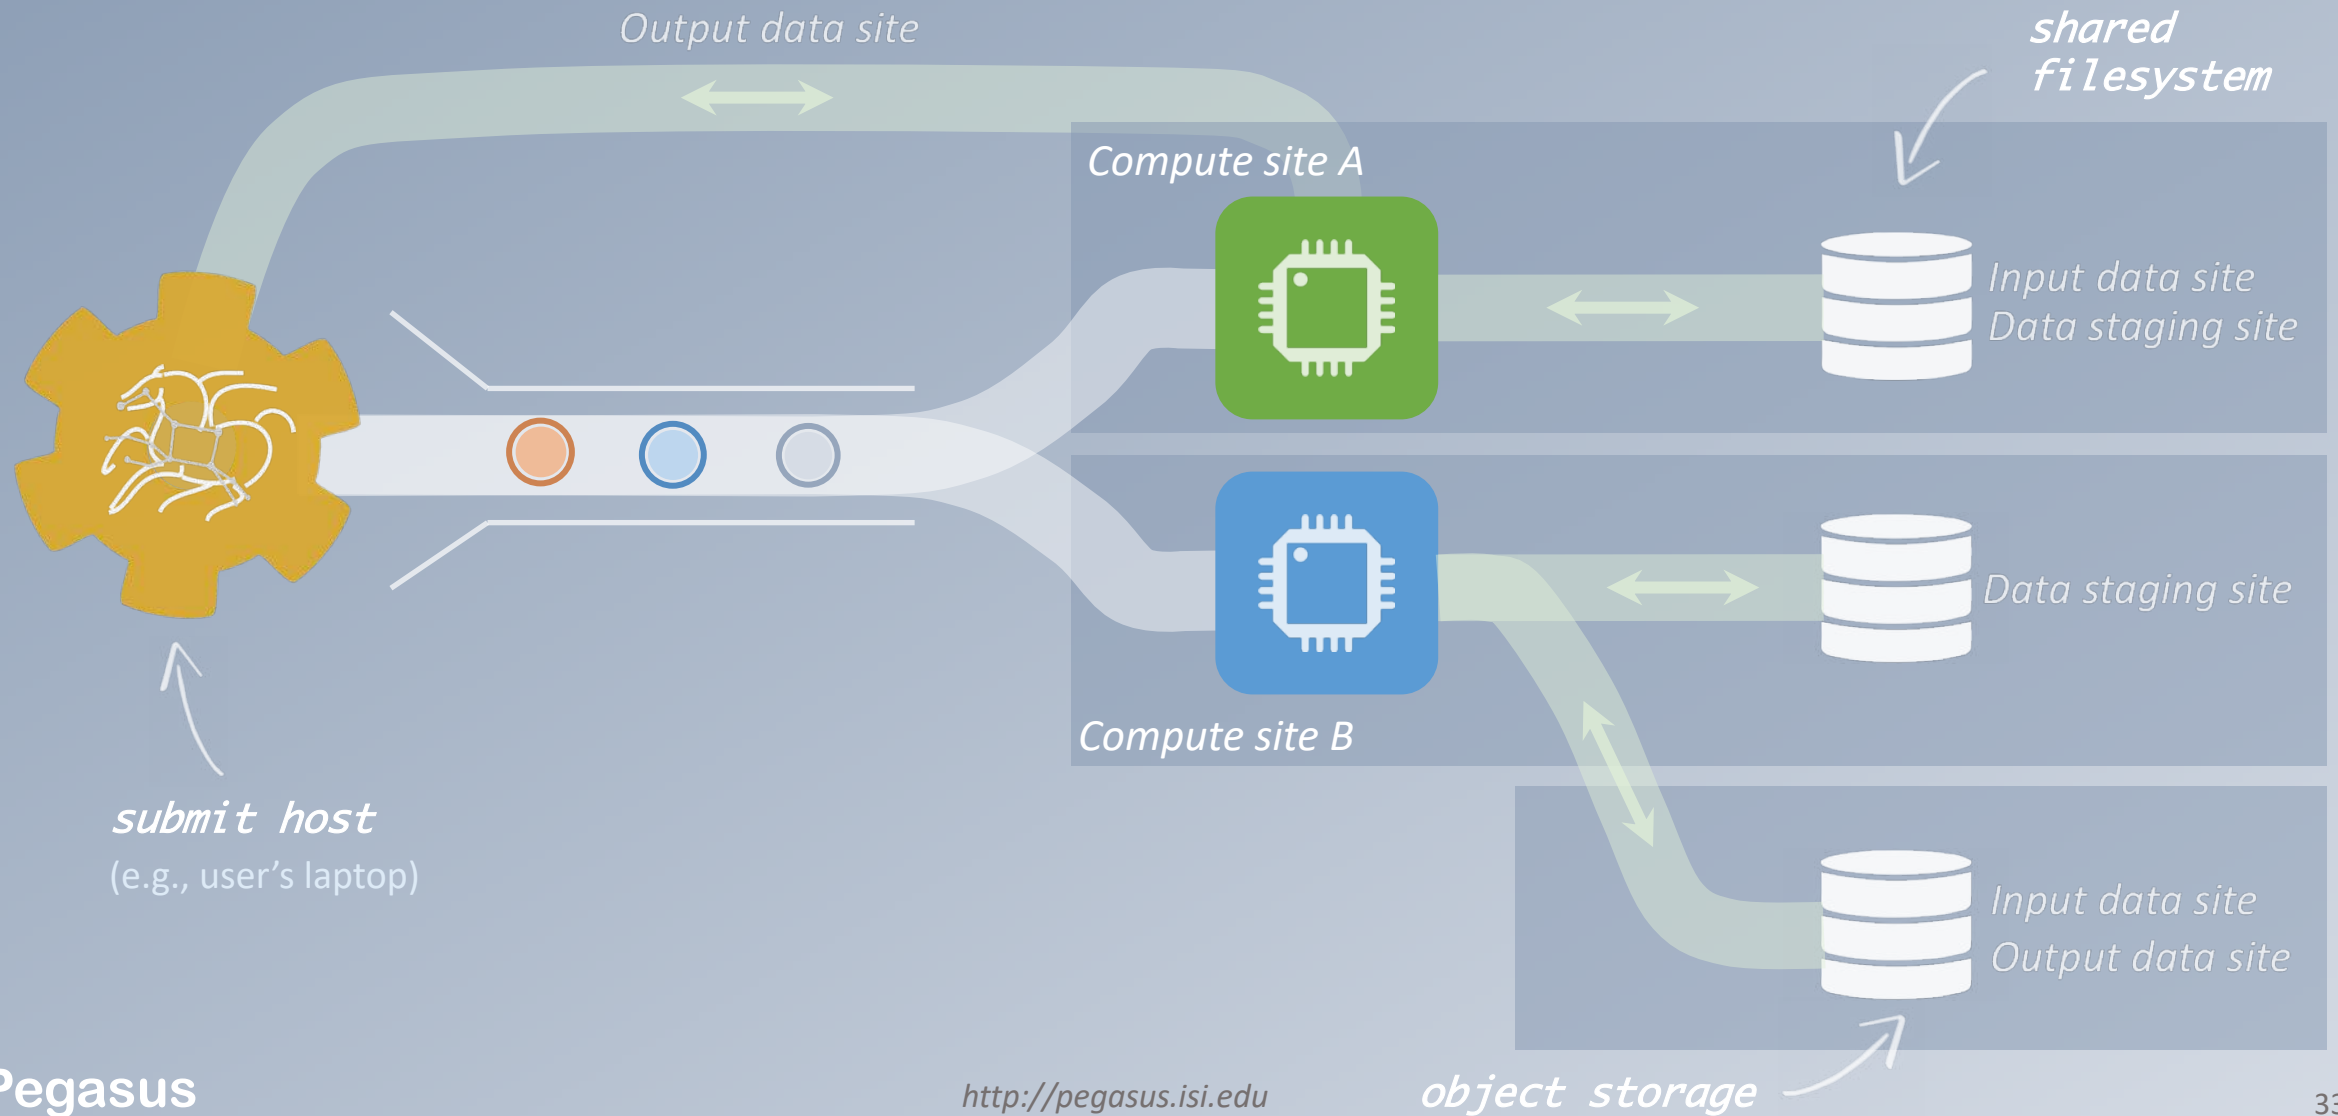 Output data site
shared
filesystem
Compute site A
Input data site
Data staging site
Data staging site
Compute site B
submit host
(e.g., user's laptop)
Input data site
Output data site
Pegasus
http://pegasus.isi.edu
object storage
33